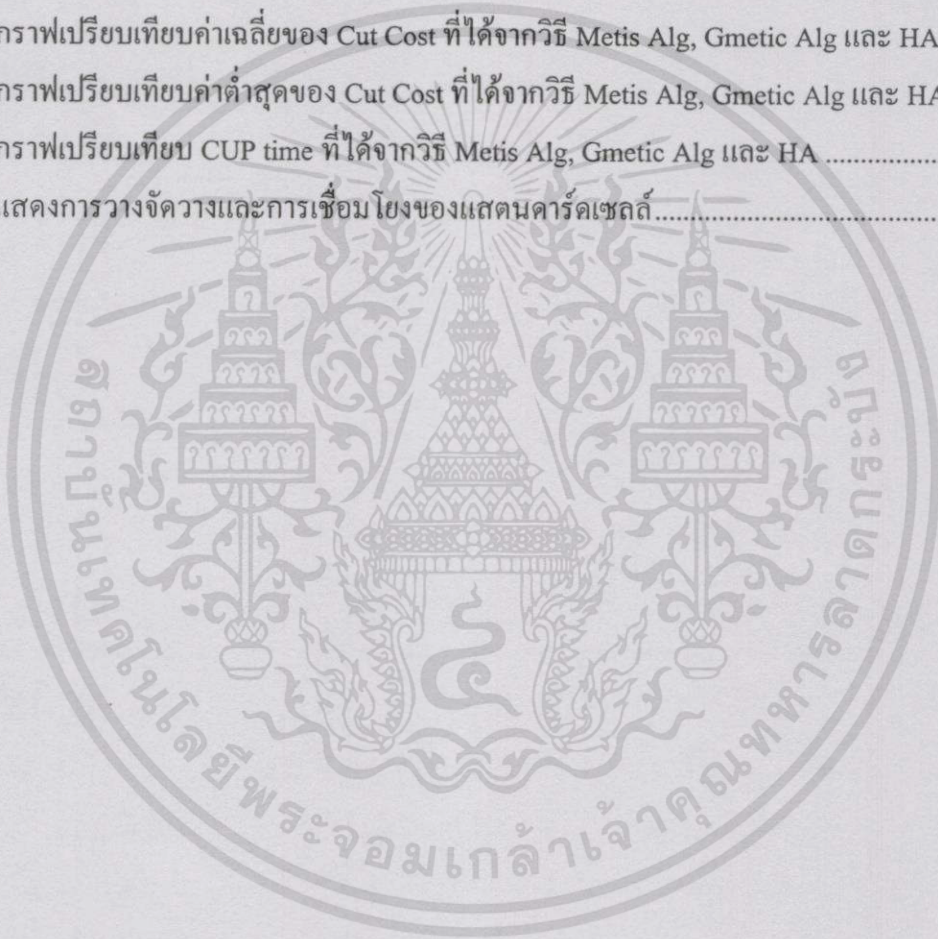 กราฟเปรียบเทียบค่าเฉลี่ยของ Cut Cost ที่ได้จากวิธี Metis Alg, Gmetic Alg และ HA
กราฟเปรียบเทียบค่าต่ำสุดของ Cut Cost ที่ได้จากวิธี Metis Alg, Gmetic Alg และ HA
กราฟเปรียบเทียบ CUP time ที่ได้จากวิธี Metis Alg, Gmetic Alg และ HA ...................
แสดงการวางจัดวางและการเชื่อมโยงของแสตนดาร์ดเซลล์..............................................
สถาบันเทคโนโลยีพระจอมเกล้าเจ้าคุณทหารลาดกระบัง